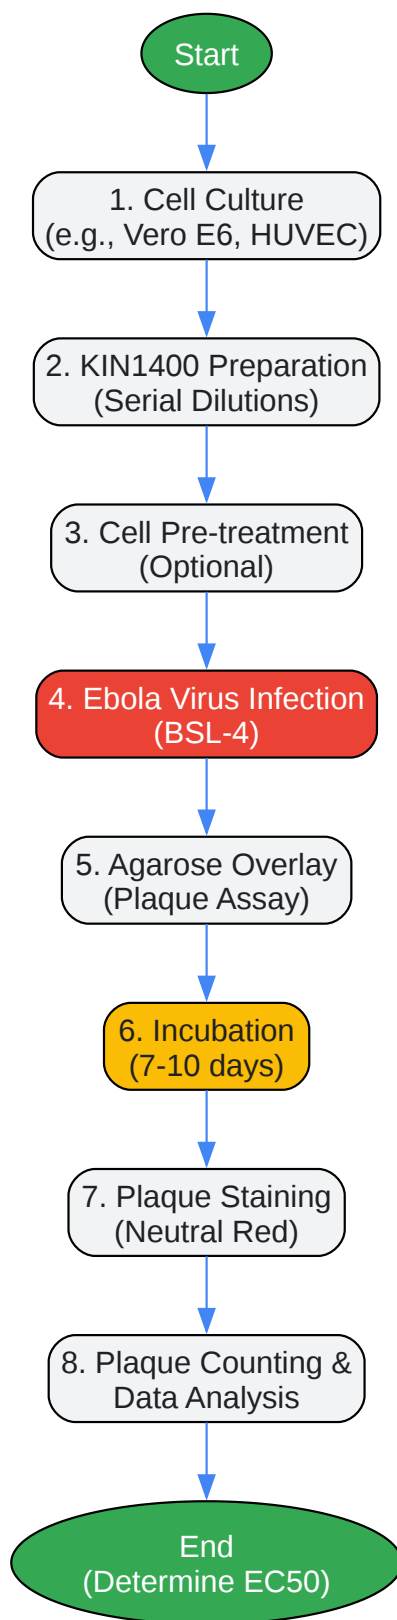 Start
1. Cell Culture
(e.g., Vero E6, HUVEC)
2. KIN1400 Preparation
(Serial Dilutions)
3. Cell Pre-treatment
(Optional)
4. Ebola Virus Infection
(BSL-4)
5. Agarose Overlay
(Plaque Assay)
6. Incubation
(7-10 days)
7. Plaque Staining
(Neutral Red)
8. Plaque Counting &
Data Analysis
End
(Determine EC50)